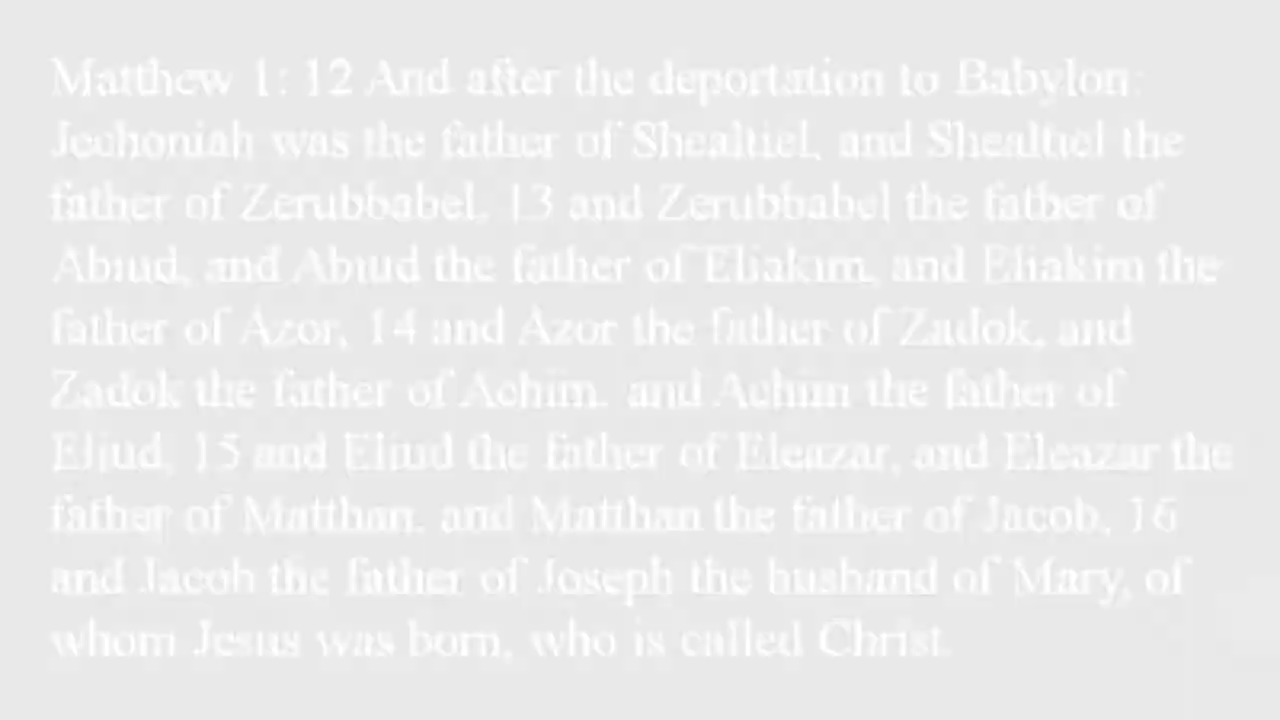 Matthew 1: 12 And after the deportation to Babylon:
Jechoniah was the father of Shealtiel, and Shealtiel the
father of Zerubbabel, 13 and Zerubbabel the father of
Abiud, and Abiud the father of Eliakim, and Eliakim the
father of Azor, 14 and Azor the father of Zadok, and
Zadok the father of Achim, and Achim the father of
Eliud, 15 and Eliud the father of Eleazar, and Eleazar the
father of Matthan, and Matthan the father of Jacob, 16
and Jacob the father of Joseph the husband of Mary, of
whom Jesus was born, who is called Christ.